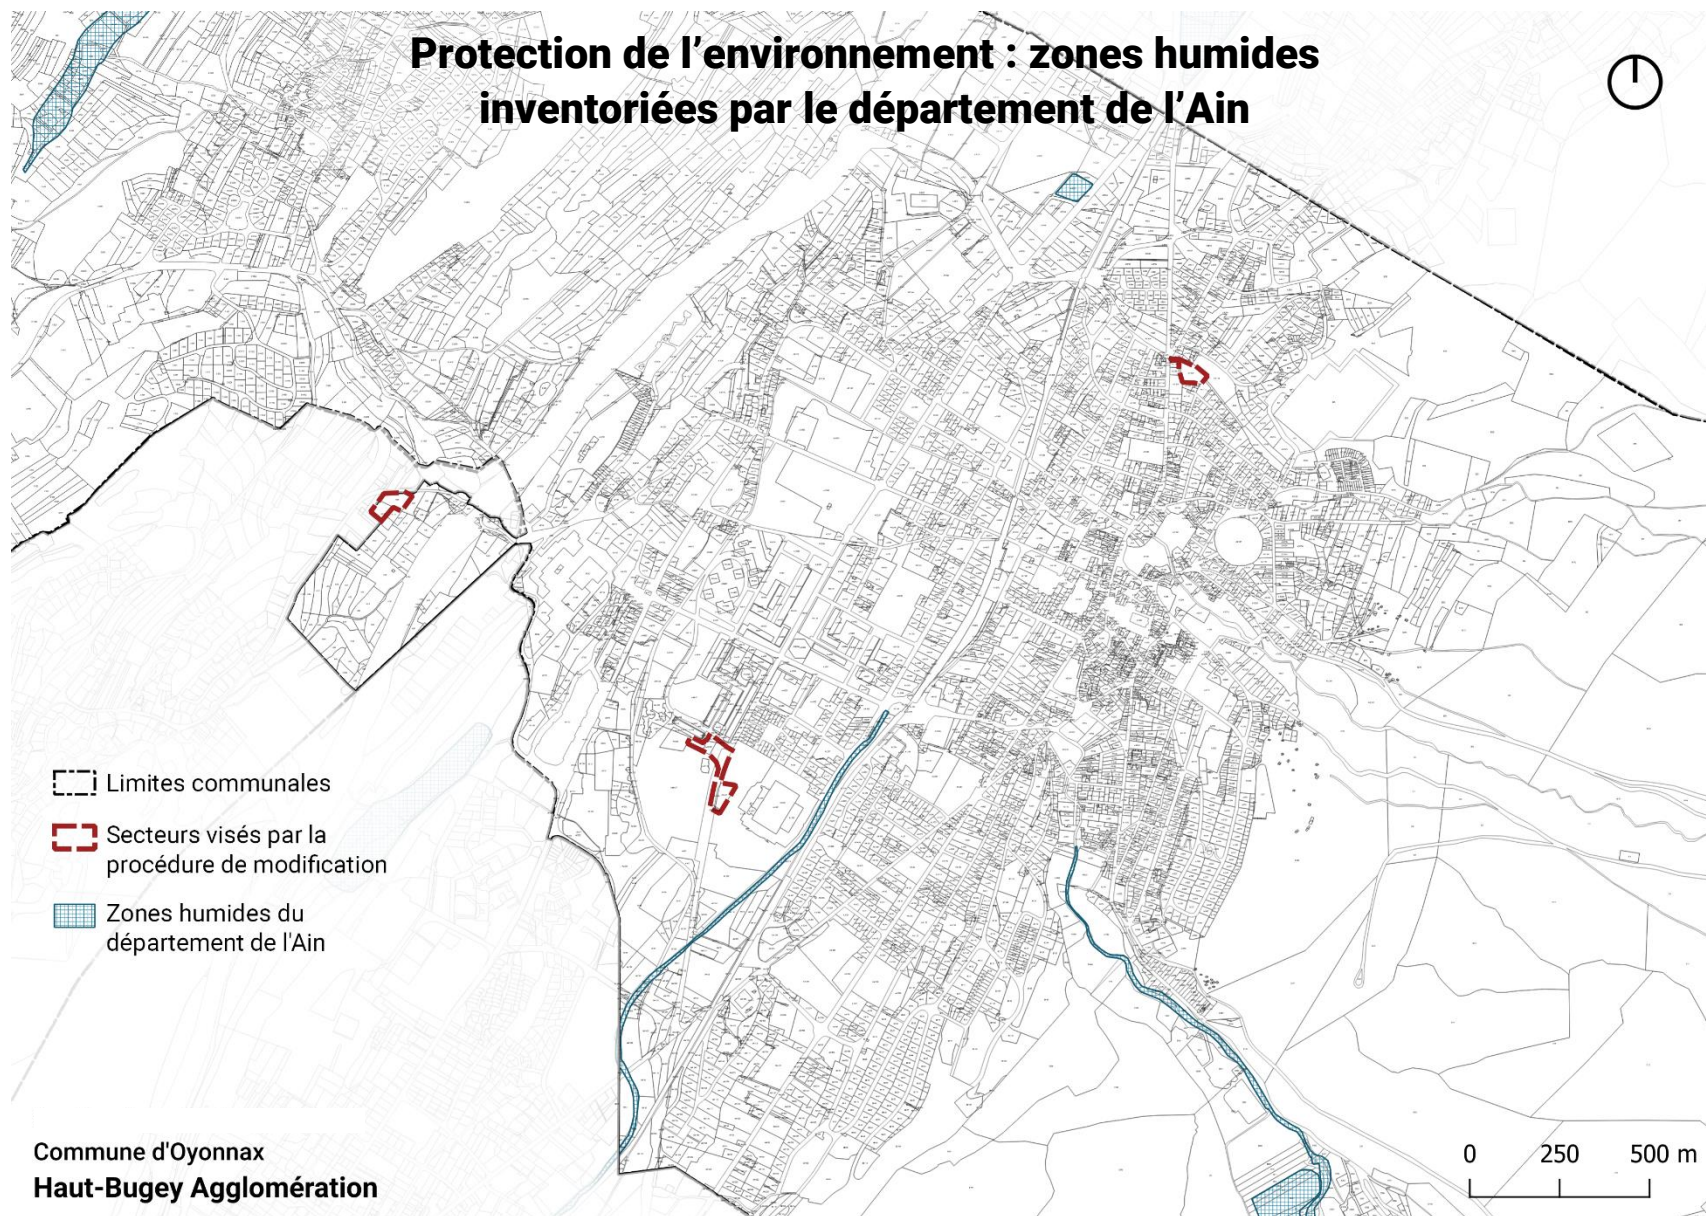 Protection de l’environnement : zones humides
inventoriées par le département de l’Ain
Limites communales
Secteurs visés par la
procédure de modification
Zones humides du
département de l'Ain
Commune d'Oyonnax
Haut-Bugey Agglomération
0 250 500 m